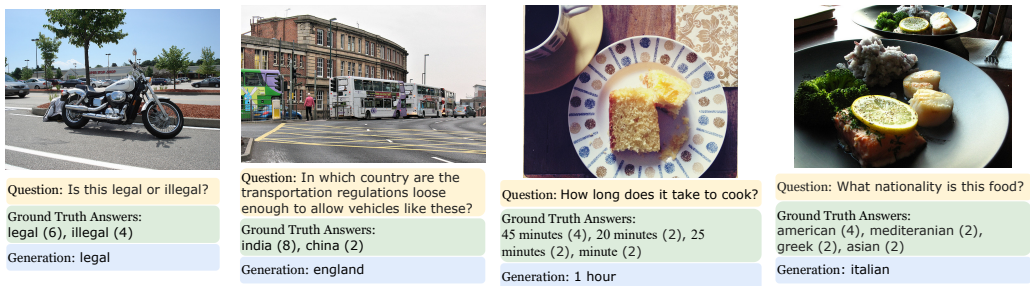 Question: Is this legal or illegal?
Ground Truth Answers:
legal (6), illegal (4)
Generation: legal
Question: In which country are the
transportation regulations loose
enough to allow vehicles like these?
Ground Truth Answers:
india (8), china (2)
Generation: england
Question: How long does it take to cook?
Ground Truth Answers:
45 minutes (4), 20 minutes (2), 25
minutes (2), minute (2)
Generation: 1 hour
Question: What nationality is this food?
Ground Truth Answers:
american (4), mediteranian (2),
greek (2), asian (2)
Generation: italian